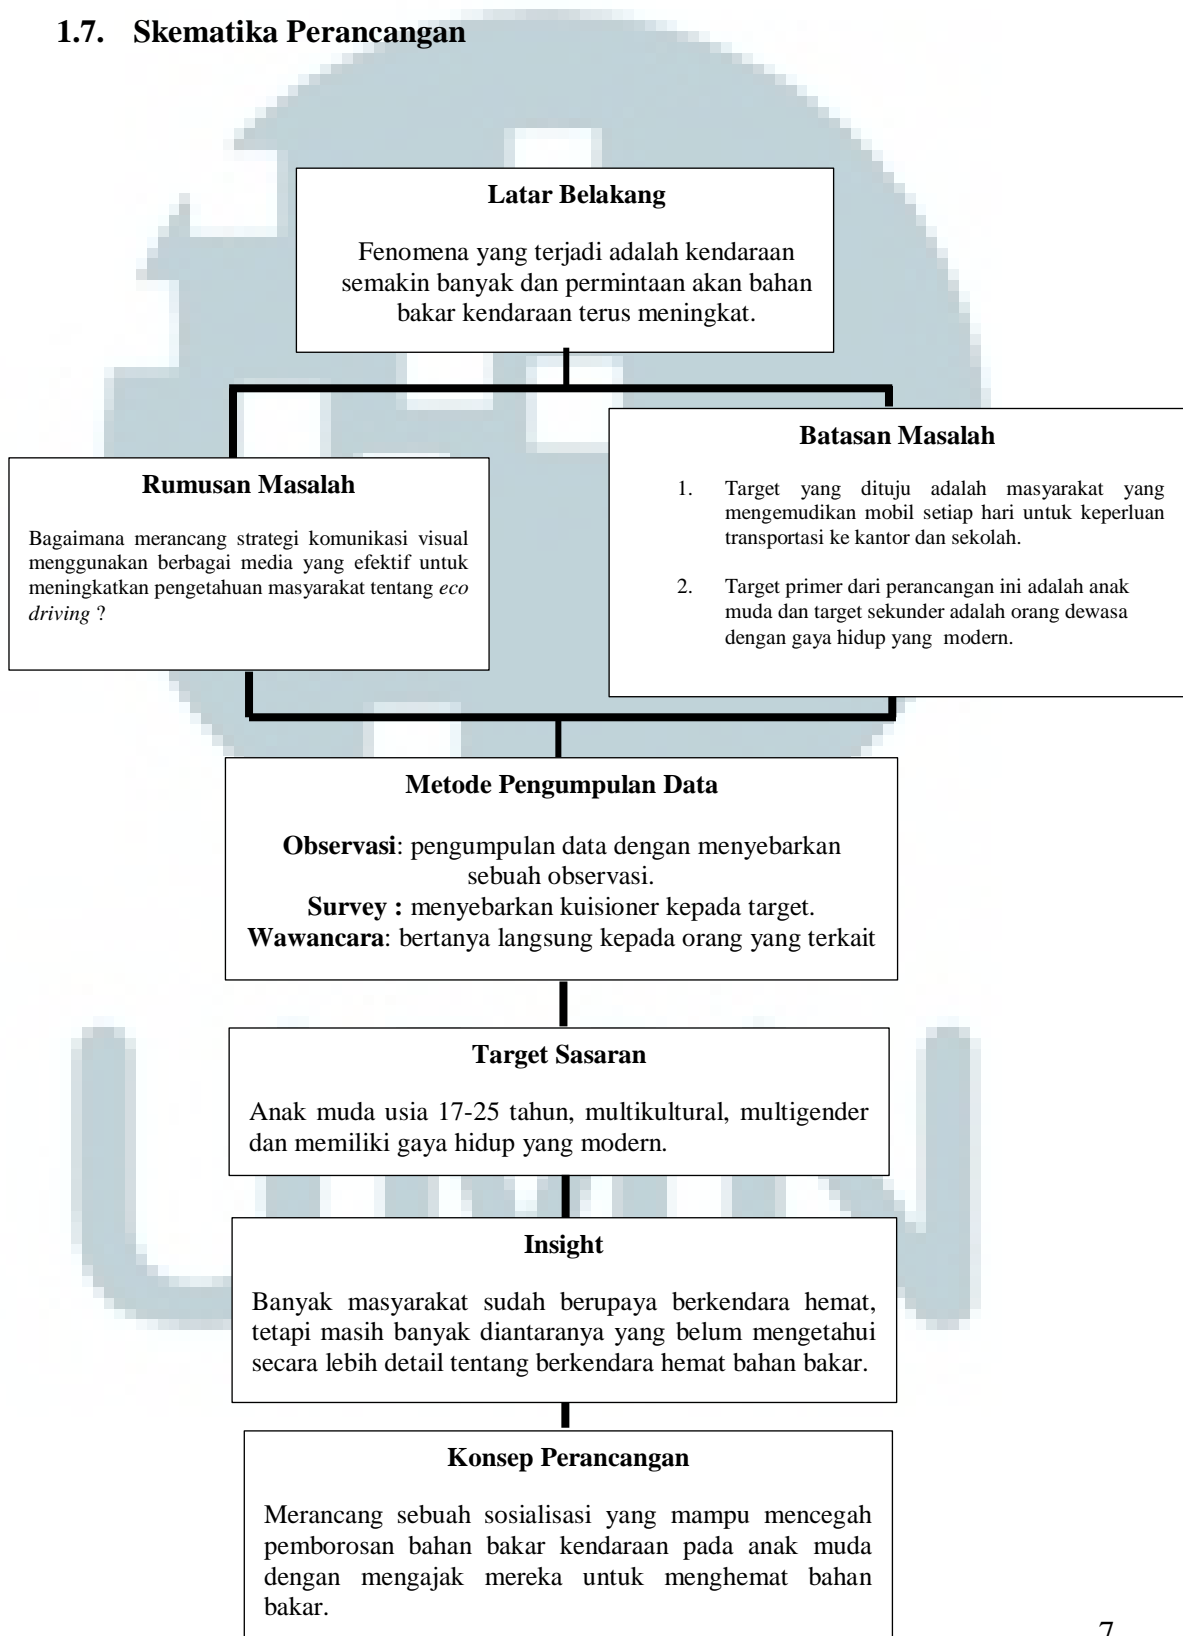 1.7. Skematika Perancangan
Latar Belakang
Fenomena yang terjadi adalah kendaraan
semakin banyak dan permintaan akan bahan
bakar kendaraan terus meningkat.
Rumusan Masalah
Bagaimana merancang strategi komunikasi visual
menggunakan berbagai media yang efektif untuk
meningkatkan pengetahuan masyarakat tentang eco
driving ?
Batasan Masalah
1. Target yang dituju adalah masyarakat yang
mengemudikan mobil setiap hari untuk keperluan
transportasi ke kantor dan sekolah.
2. Target primer dari perancangan ini adalah anak
muda dan target sekunder adalah orang dewasa
dengan gaya hidup yang modern.
Metode Pengumpulan Data
Observasi: pengumpulan data dengan menyebarkan
sebuah observasi.
Survey : menyebarkan kuisioner kepada target.
Wawancara: bertanya langsung kepada orang yang terkait
Target Sasaran
Anak muda usia 17-25 tahun, multikultural, multigender
dan memiliki gaya hidup yang modern.
Insight
Banyak masyarakat sudah berupaya berkendara hemat,
tetapi masih banyak diantaranya yang belum mengetahui
secara lebih detail tentang berkendara hemat bahan bakar.
Konsep Perancangan
Merancang sebuah sosialisasi yang mampu mencegah
pemborosan bahan bakar kendaraan pada anak muda
dengan mengajak mereka untuk menghemat bahan
bakar.
7
UMN